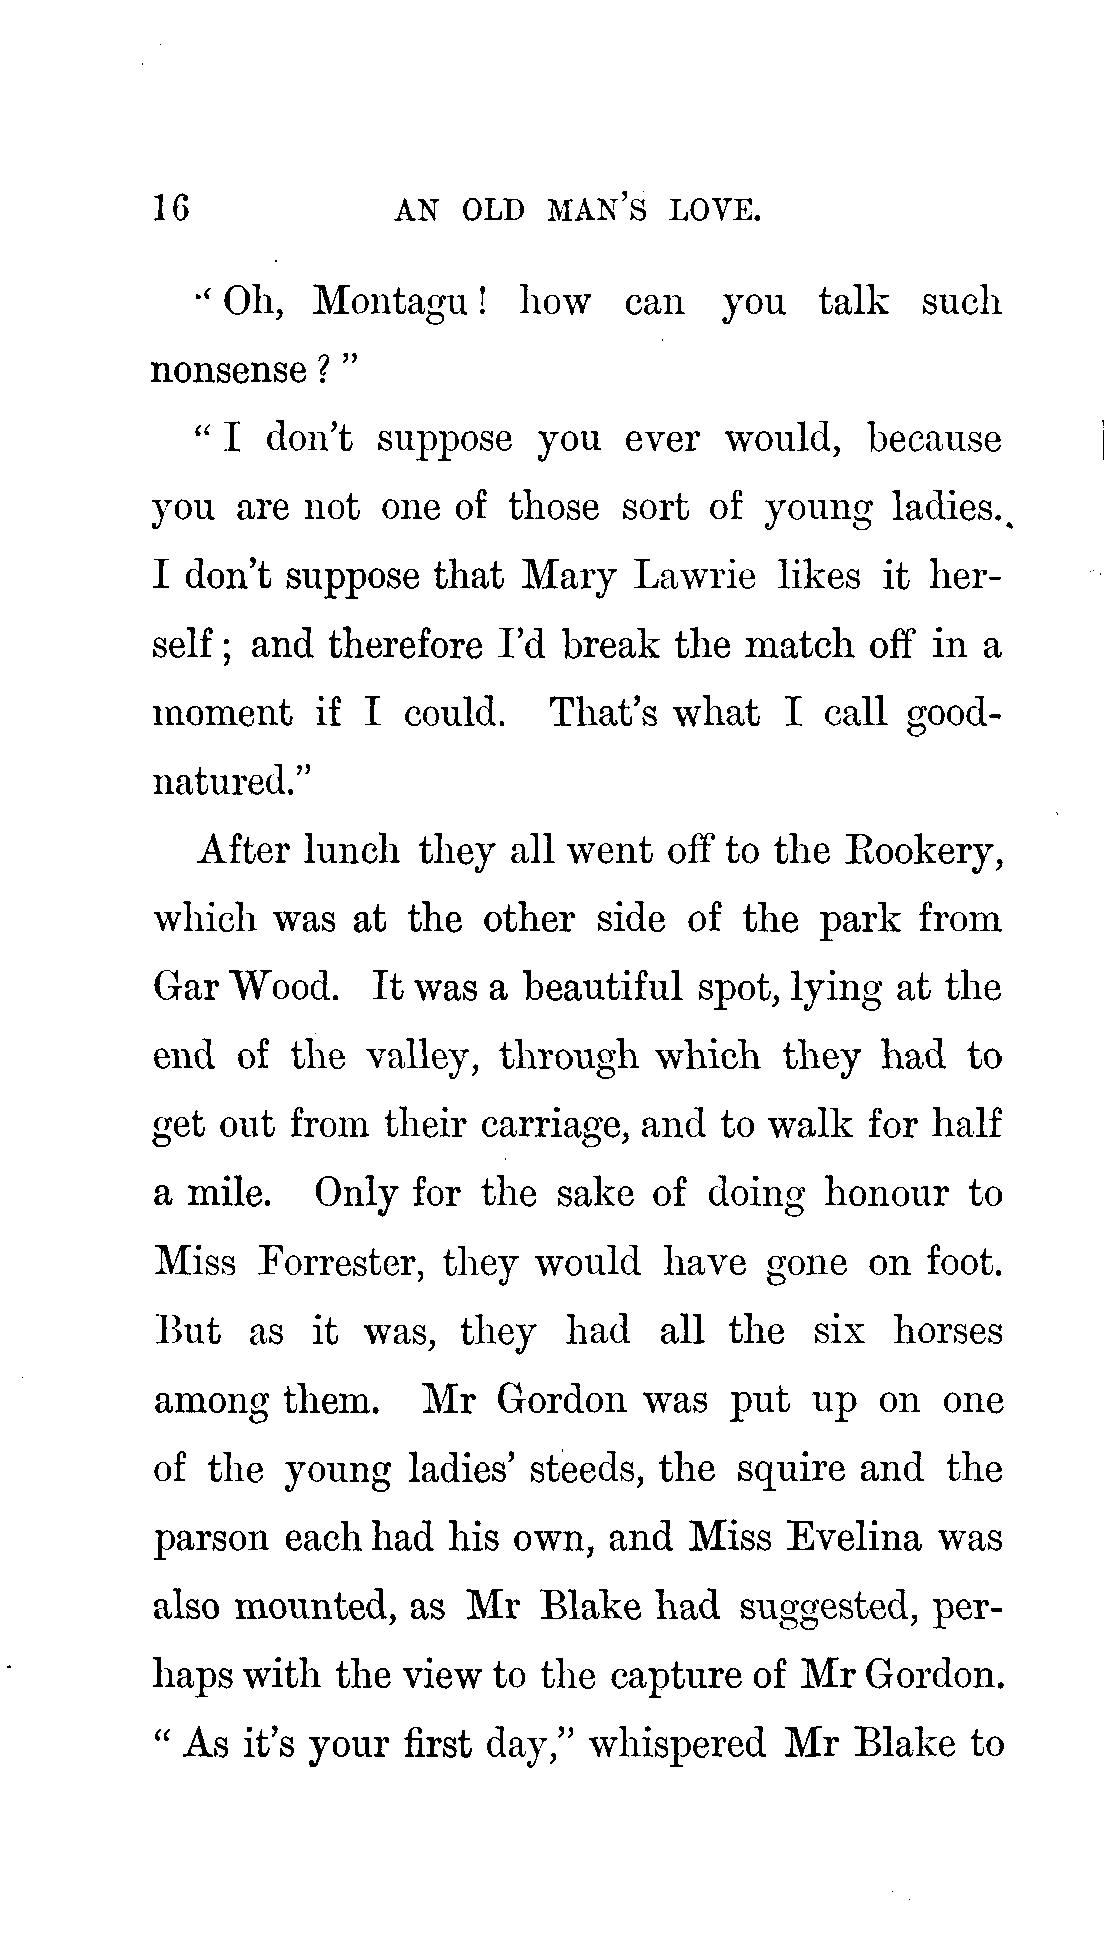 16 AN OLD MAN'S LOVE.
"Oh, Montagu! how can you talk such
nonsense?"
"I don't suppose you ever would, because
you are not one of those sort of young ladies.
I don't suppose that Mary Lawrie likes it her-
self; and therefore I'd break the match off in a
moment if I could. That's what I call good-
natured."
After lunch they all went off to the Rookery,
which was at the other side of the park from
Gar Wood. It was a beautiful spot, lying at the
end of the valley, through which they had to
get out from their carriage, and to walk for half
a mile. Only for the sake of doing honour to
Miss Forrester, they would have gone on foot.
But as it was, they had all the six horses
among them. Mr Gordon was put up on one
of the young ladies' steeds, the squire and the
parson each had his own, and Miss Evelina was
also mounted, as Mr Blake had suggested, per-
haps with the view to the capture of Mr Gordon.
"As it's your first day," whispered Mr Blake to